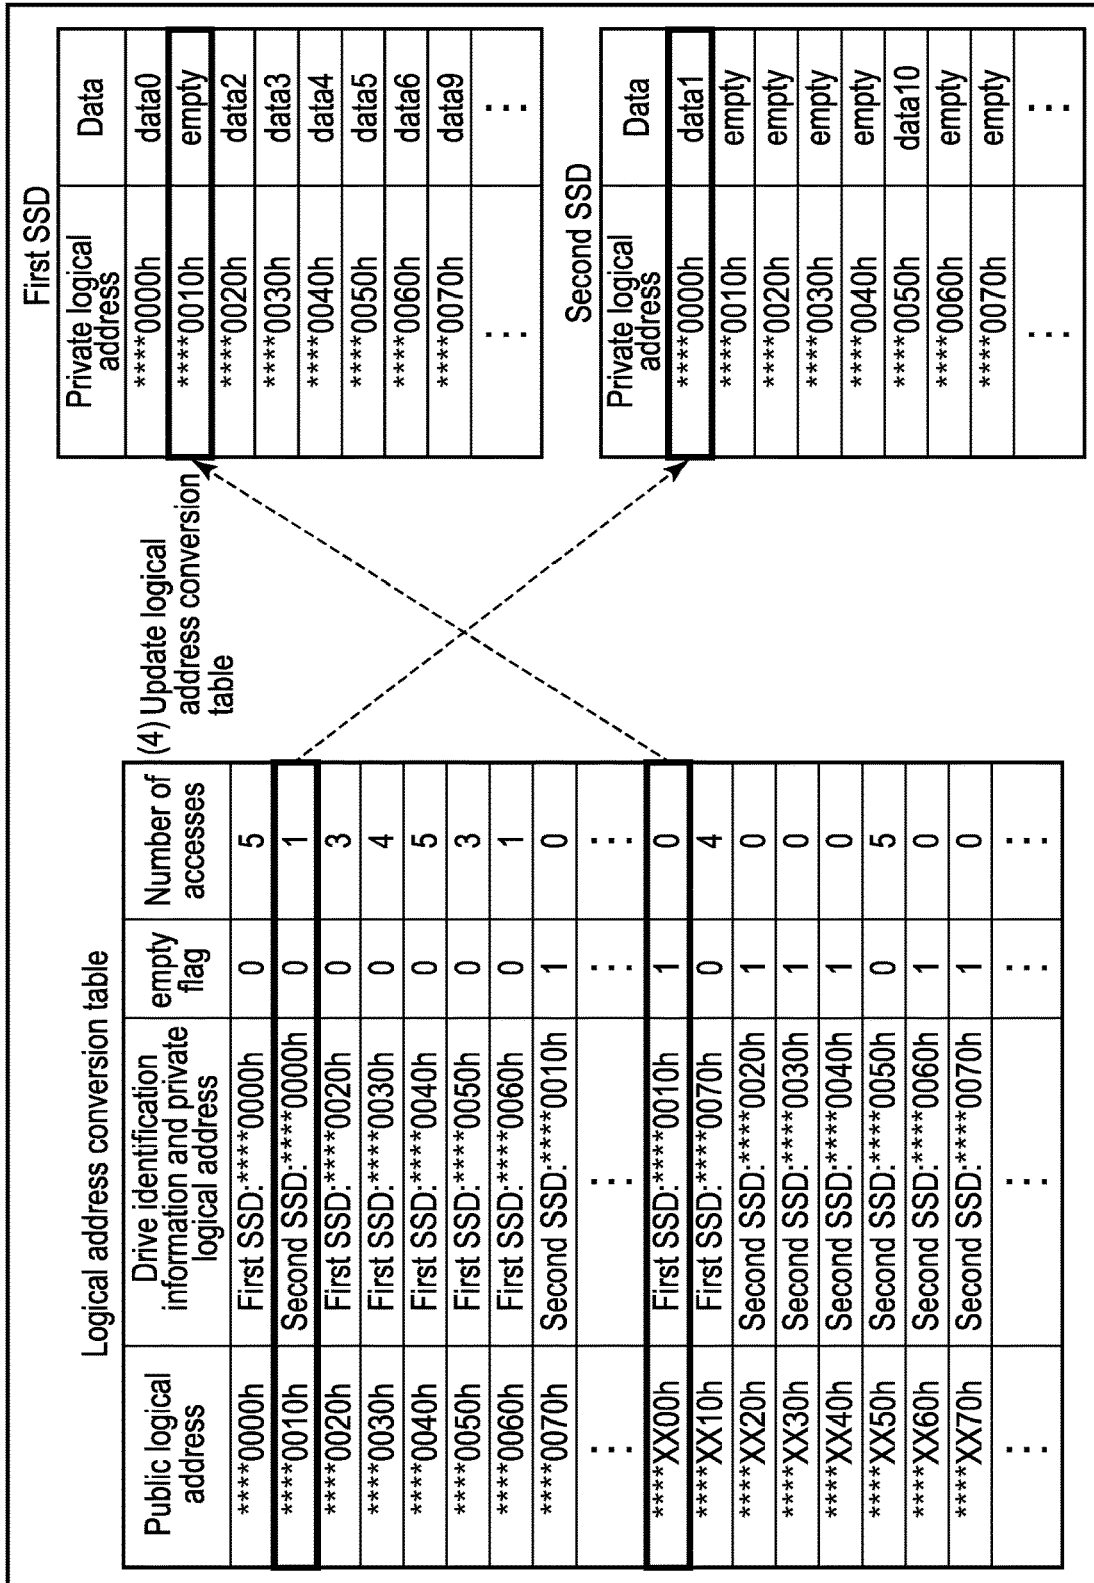 Logical address conversion table
Public logical
address
Drive identification
information and private
logical address
empty
flag
Number of
accesses
****0000h First SSD:****0000h 0 5
****0010h Second SSD:****0000h 0 1
****0020h First SSD:****0020h 0 3
****0030h First SSD:****0030h 0 4
****0040h First SSD:****0040h 0 5
****0050h First SSD:****0050h 0 3
****0060h First SSD:****0060h 0 1
****0070h Second SSD:****0010h 1 0
... ... ... ...
****XX00h First SSD:****0010h 1 0
****XX10h First SSD:****0070h 0 4
****XX20h Second SSD:****0020h 1 0
****XX30h Second SSD:****0030h 1 0
****XX40h Second SSD:****0040h 1 0
****XX50h Second SSD:****0050h 0 5
****XX60h Second SSD:****0060h 1 0
****XX70h Second SSD:****0070h 1 0
... ... ... ...
(4) Update logical
address conversion
table
First SSD
Private logical
address
Data
****0000h data0
****0010h empty
****0020h data2
****0030h data3
****0040h data4
****0050h data5
****0060h data6
****0070h data9
... ...
Second SSD
Private logical
address
Data
****0000h data1
****0010h empty
****0020h empty
****0030h empty
****0040h empty
****0050h data10
****0060h empty
****0070h empty
... ...